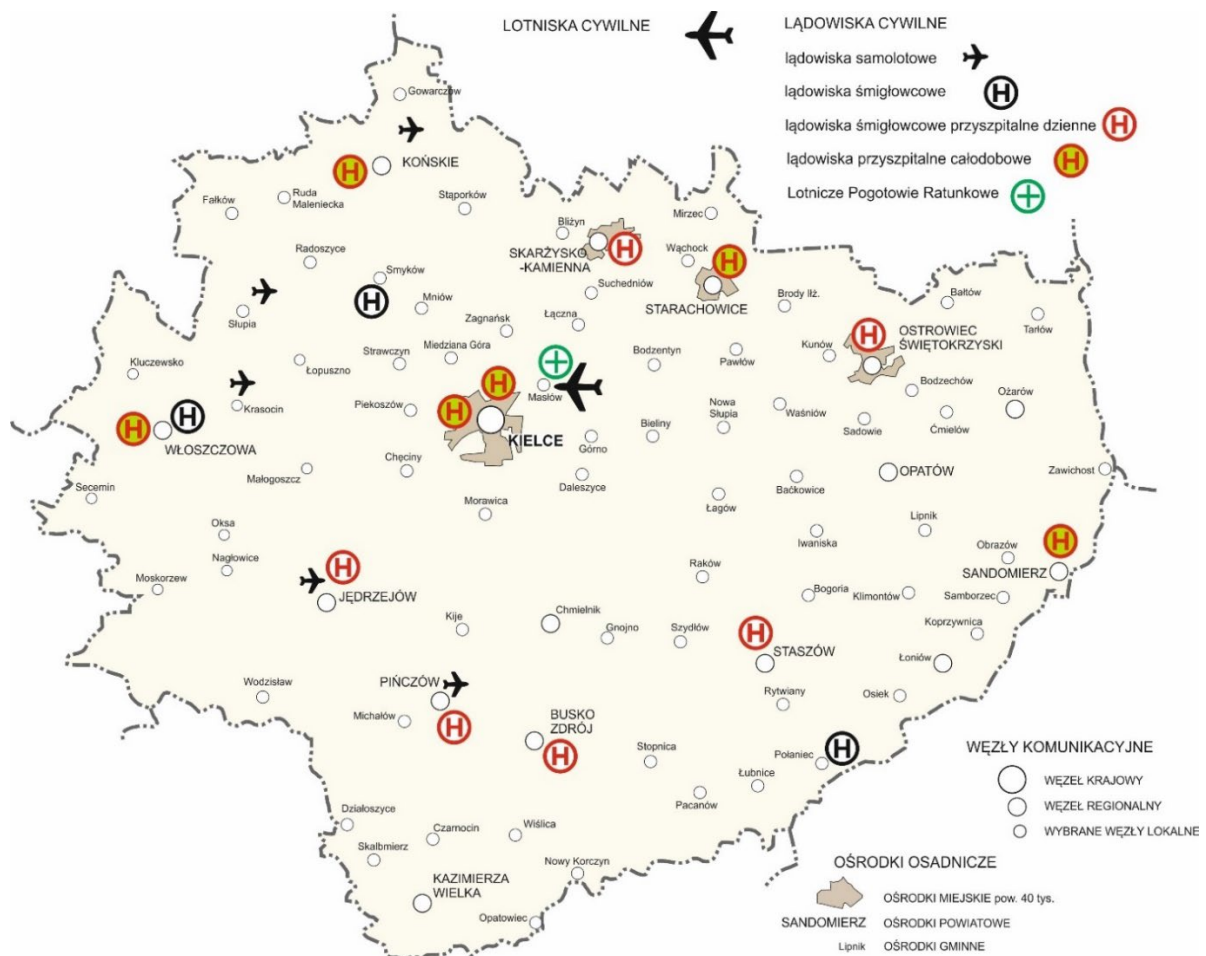 LOTNISKA CYWILNE
LĄDOWISKA CYWILNE
lądowiska samolotowe
lądowiska śmigłowcowe
H
lądowiska śmigłowcowe przyszpitalne dzienne
H
lądowiska przyszpitalne całodobowe
H
Lotnicze Pogotowie Ratunkowe
Gowarczów
H
KOŃSKIE
Ruda
Maleniecka
Fałków
Stąporków
Bliżyn
Mirzec
SKARŻYSKO
-KAMIENNA
H
Wąchock
H
STARACHOWICE
Radoszyce
Smyków
H
Mniów
Suchedniów
Słupia
Zagnańsk
Łączna
Brody Iłż.
Bałtów
Tarłów
H
OSTROWIEC
ŚWIĘTOKRZYSKI
Kunów
Kluczewsko
Łopuszno
Strawczyn
Miedziana Góra
Bodzentyn
Pawłów
Bodzechów
Masłów
H
H
KIELCE
Krasocin
Piekoszów
H
H
WŁOSZCZOWA
Nowa
Słupia
Waśniów
Sadowie
Ćmielów
Ożarów
Bieliny
Górno
Małogoszcz
Chęciny
Daleszyce
Morawica
Łagów
Baćkowice
OPATÓW
Zawichost
Secemin
Oksa
Nagłowice
Moskorzew
Iwaniska
Lipnik
Obrazów
H
SANDOMIERZ
H
JĘDRZEJÓW
Raków
Bogoria
Klimontów
Samborzec
Kije
Chmielnik
Gnojno
Szydłów
H
STASZÓW
Koprzywnica
Łoniów
Wodzisław
PIŃCZÓW
Michałów
H
BUSKO
ZDRÓJ
H
Rytwiany
Osiek
Stopnica
Połaniec
H
Łubnice
Pacanów
Działoszyce
Czarnocin
Wiślica
Skalbmierz
Nowy Korczyn
KAZIMIERZA
WIELKA
Opatowiec
WĘZŁY KOMUNIKACYJNE
WĘZEŁ KRAJOWY
WĘZEŁ REGIONALNY
WYBRANE WĘZŁY LOKALNE
OŚRODKI OSADNICZE
OŚRODKI MIEJSKIE pow. 40 tys.
SANDOMIERZ OŚRODKI POWIATOWE
Lipnik OŚRODKI GMINNE